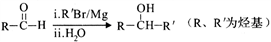 O OH
R—C—H i.R′Br/Mg ii.H₂O R—CH—R′ (R、R′为烃基)